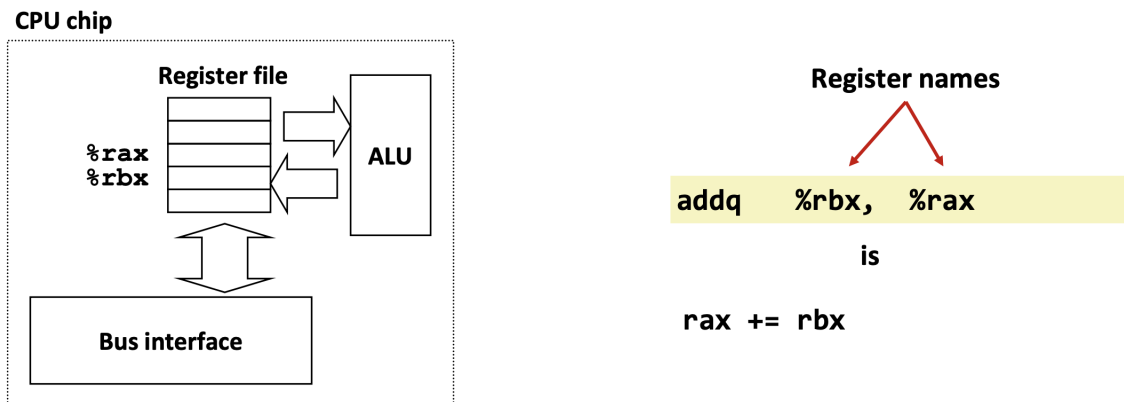 CPU chip
Register file
%rax
%rbx
ALU
Bus interface
Register names
addq %rbx, %rax
is
rax += rbx